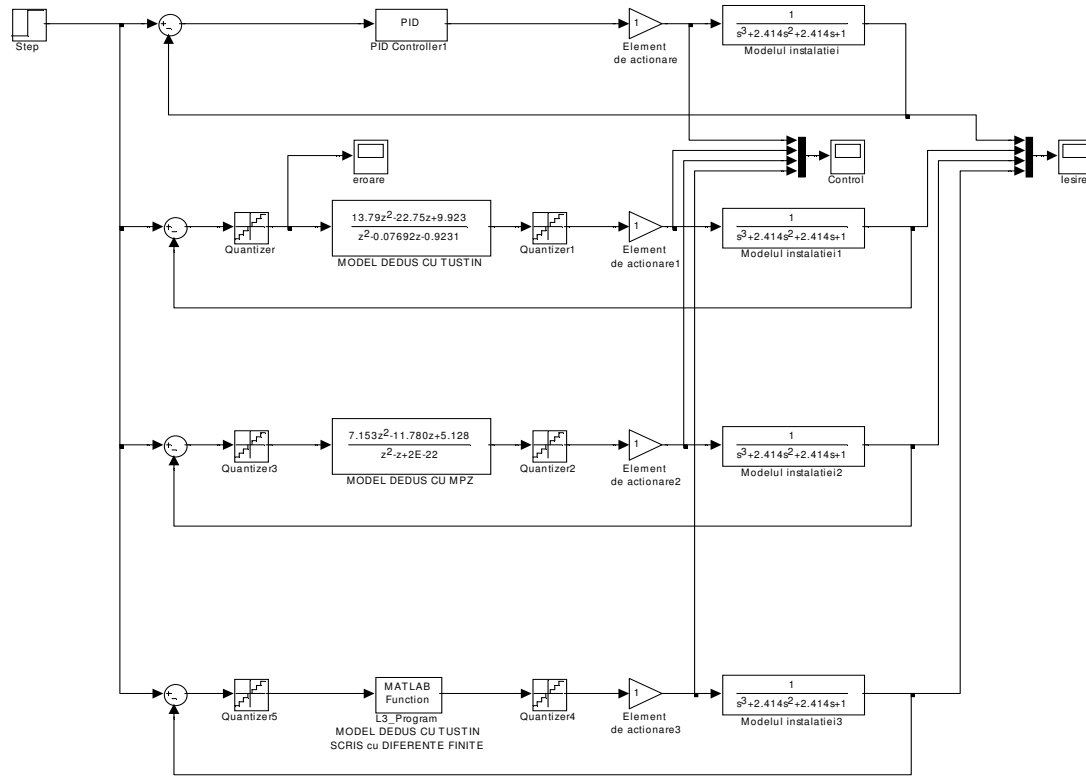 Step
+
-
PID
PID Controller1
1
Element
de actionare
1
s3+2.414s2+2.414s+1
Modelul instalatiei
eroare
Control
Iesire
+
-
Quantizer
13.79z2-22.75z+9.923
z2-0.07692z-0.9231
MODEL DEDUS CU TUSTIN
Quantizer1
1
Element
de actionare1
1
s3+2.414s2+2.414s+1
Modelul instalatiei1
+
-
Quantizer3
7.153z2-11.780z+5.128
z2-z+2E-22
MODEL DEDUS CU MPZ
Quantizer2
1
Element
de actionare2
1
s3+2.414s2+2.414s+1
Modelul instalatiei2
+
-
Quantizer5
MATLAB
Function
L3_Program
MODEL DEDUS CU TUSTIN
SCRIS cu DIFERENTE FINITE
Quantizer4
1
Element
de actionare3
1
s3+2.414s2+2.414s+1
Modelul instalatiei3